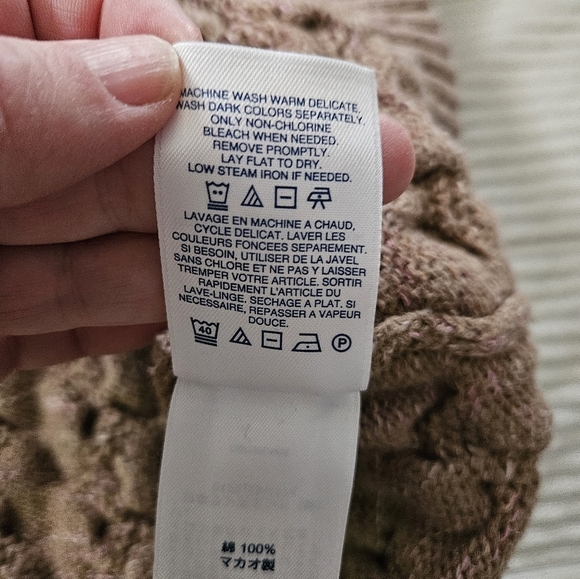 MACHINE WASH WARM DELICATE.
WASH DARK COLORS SEPARATELY.
ONLY NON-CHLORINE
BLEACH WHEN NEEDED.
REMOVE PROMPTLY.
LAY FLAT TO DRY.
LOW STEAM IRON IF NEEDED.
LAVAGE EN MACHINE A CHAUD,
CYCLE DELICAT. LAVER LES
COULEURS FONCEES SEPAREMENT.
SI BESOIN, UTILISER DE LA JAVEL
SANS CHLORE ET NE PAS Y LAISSER
TREMPER VOTRE ARTICLE. SORTIR
RAPIDEMENT L'ARTICLE DU
LAVE-LINGE. SECHAGE A PLAT. SI
NECESSAIRE, REPASSER A VAPEUR
DOUCE.
40 P
綿 100%
マカオ製